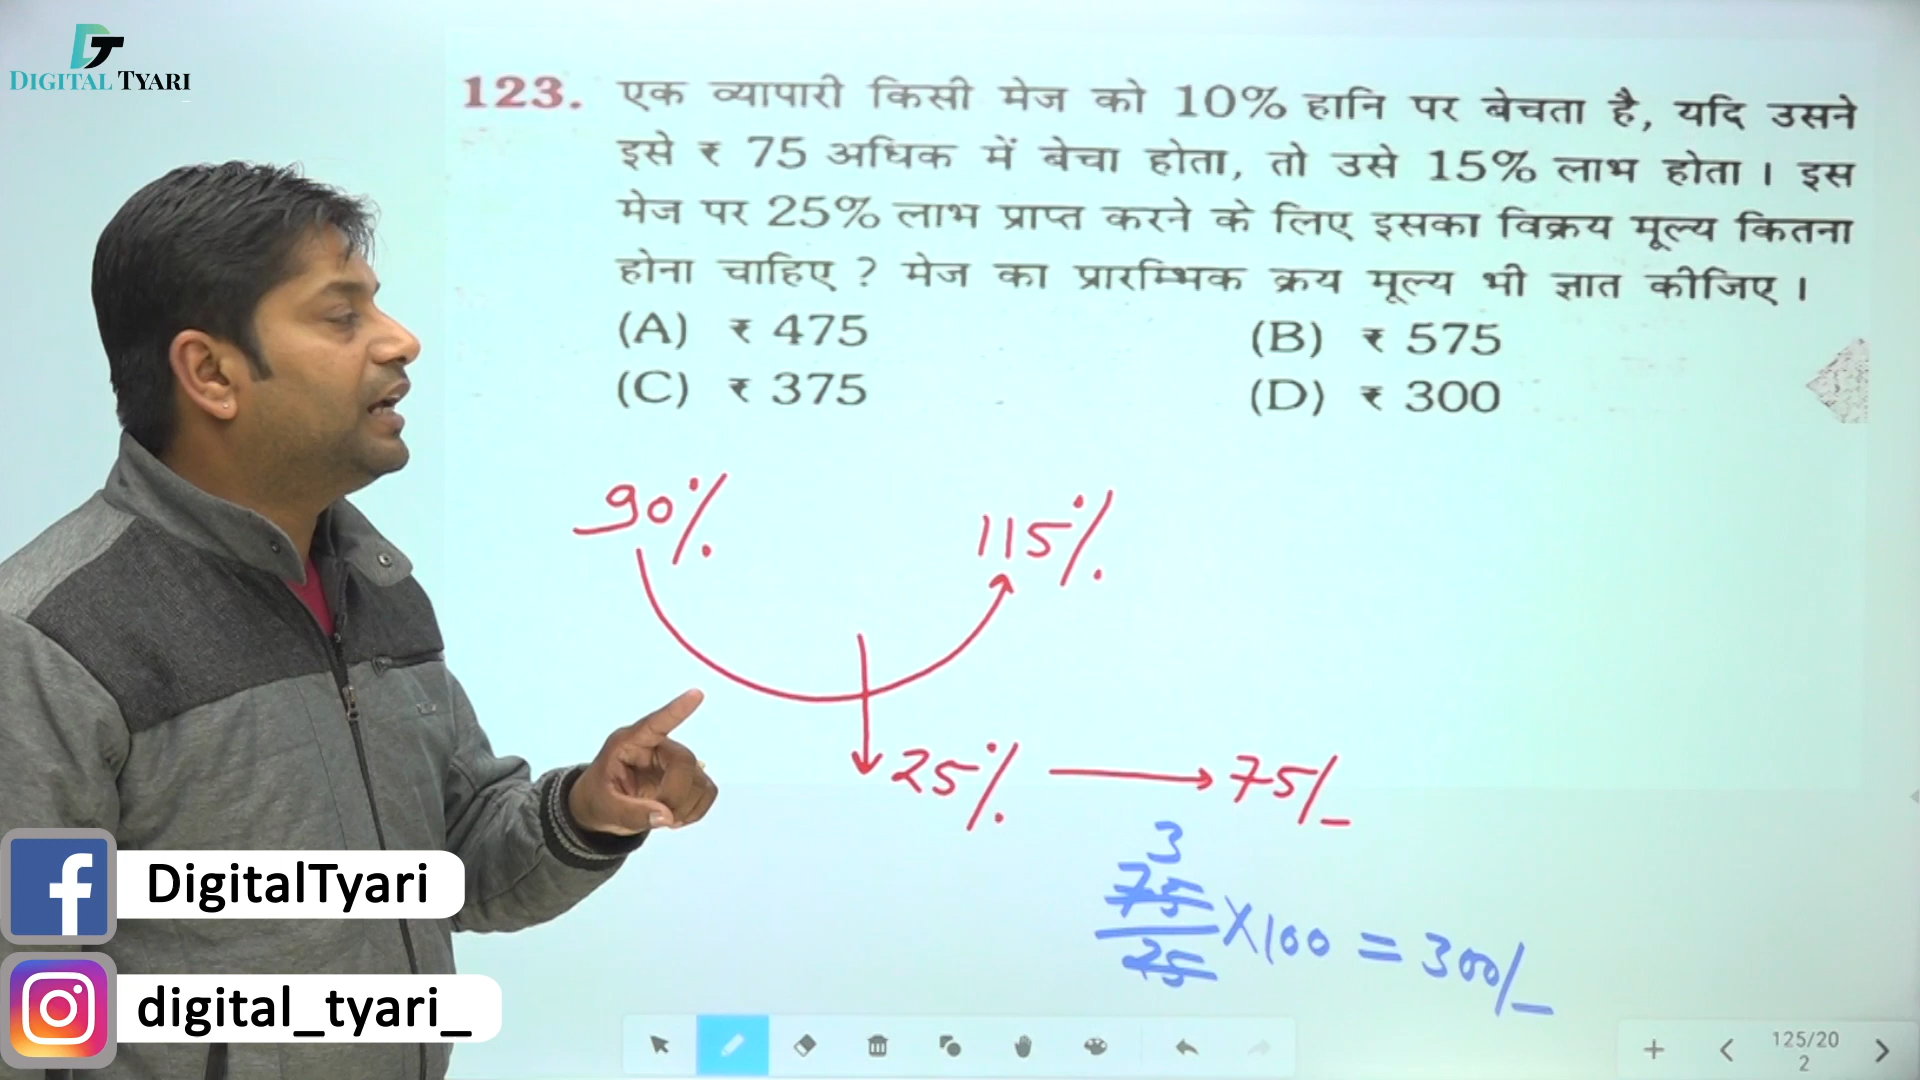 DT
DIGITAL TYARI
123. एक व्यापारी किसी मेज को 10% हानि पर बेचता है, यदि उसने
इसे ₹ 75 अधिक में बेचा होता, तो उसे 15% लाभ होता। इस
मेज पर 25% लाभ प्राप्त करने के लिए इसका विक्रय मूल्य कितना
होना चाहिए ? मेज का प्रारम्भिक क्रय मूल्य भी ज्ञात कीजिए।
(A) ₹ 475 (B) ₹ 575
(C) ₹ 375 (D) ₹ 300
90% 115%
25% → 75/-
3
75
25
×100 = 300/-
DigitalTyari
digital_tyari_
125/20
2